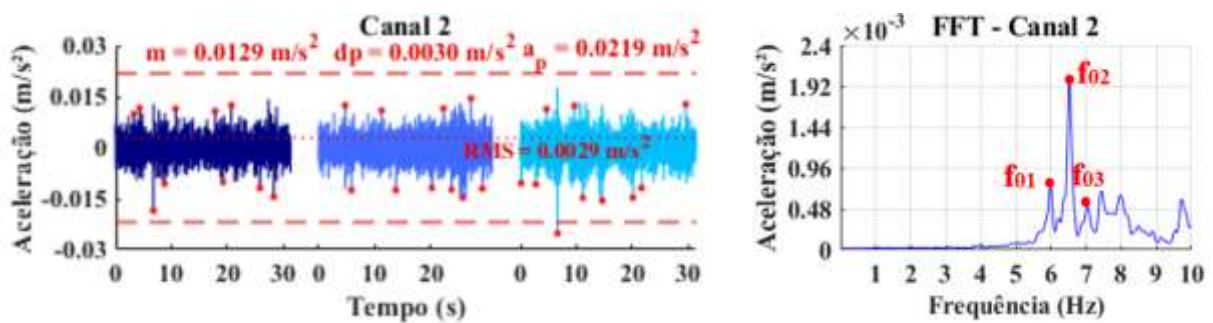 Canal 2
m = 0.0129 m/s² dp = 0.0030 m/s² aₚ = 0.0219 m/s²
RMS = 0.0029 m/s²
Aceleração (m/s²)
0.03
0.015
0
-0.015
-0.03
0 10 20 30 0 10 20 0 10 20 30
Tempo (s)
FFT - Canal 2
×10⁻³
Aceleração (m/s²)
2.4
1.92
1.44
0.96
0.48
0
f₀₂
f₀₁ f₀₃
1 2 3 4 5 6 7 8 9 10
Frequência (Hz)